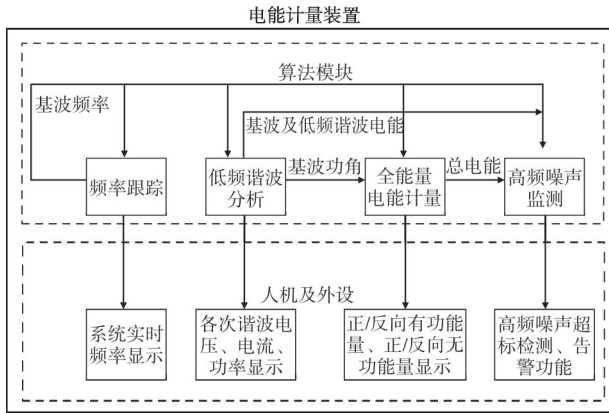 电能计量装置
算法模块
基波频率
基波及低频谐波电能
频率跟踪
低频谐波
分析
基波功角
全能量
电能计量
总电能
高频噪声
监测
人机及外设
系统实时
频率显示
各次谐波电
压、电流、
功率显示
正/反向有功能
量、正/反向无
功能量显示
高频噪声超
标检测、告
警功能